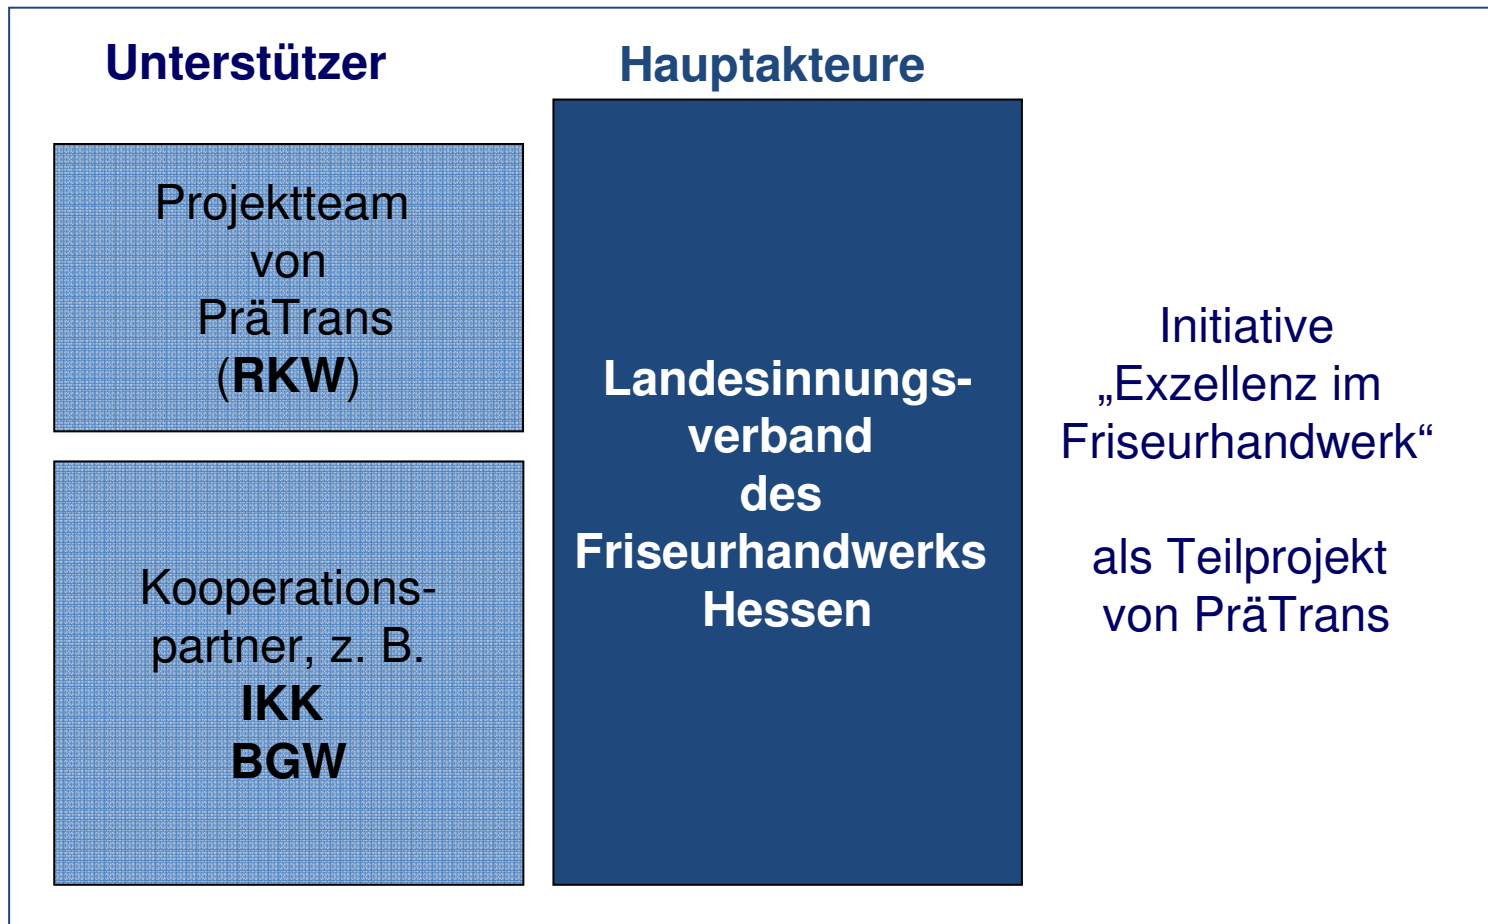 Unterstützer
Projektteam
von
PräTrans
(RKW)
Kooperations-
partner, z. B.
IKK
BGW
Hauptakteure
Landesinnungs-
verband
des
Friseurhandwerks
Hessen
Initiative
„Exzellenz im
Friseurhandwerk“
als Teilprojekt
von PräTrans